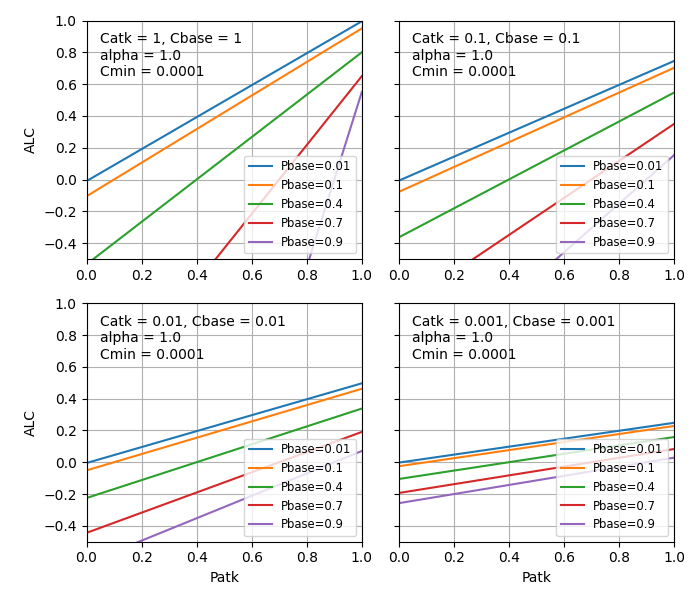 Catk = 1, Cbase = 1
alpha = 1.0
Cmin = 0.0001
1.0
0.8
0.6
0.4
0.2
0.0
−0.2
−0.4
ALC
Pbase=0.01
Pbase=0.1
Pbase=0.4
Pbase=0.7
Pbase=0.9
0.0 0.2 0.4 0.6 0.8 1.0
Catk = 0.1, Cbase = 0.1
alpha = 1.0
Cmin = 0.0001
Pbase=0.01
Pbase=0.1
Pbase=0.4
Pbase=0.7
Pbase=0.9
0.0 0.2 0.4 0.6 0.8 1.0
Catk = 0.01, Cbase = 0.01
alpha = 1.0
Cmin = 0.0001
1.0
0.8
0.6
0.4
0.2
0.0
−0.2
−0.4
ALC
Pbase=0.01
Pbase=0.1
Pbase=0.4
Pbase=0.7
Pbase=0.9
0.0 0.2 0.4 0.6 0.8 1.0
Patk
Catk = 0.001, Cbase = 0.001
alpha = 1.0
Cmin = 0.0001
Pbase=0.01
Pbase=0.1
Pbase=0.4
Pbase=0.7
Pbase=0.9
0.0 0.2 0.4 0.6 0.8 1.0
Patk